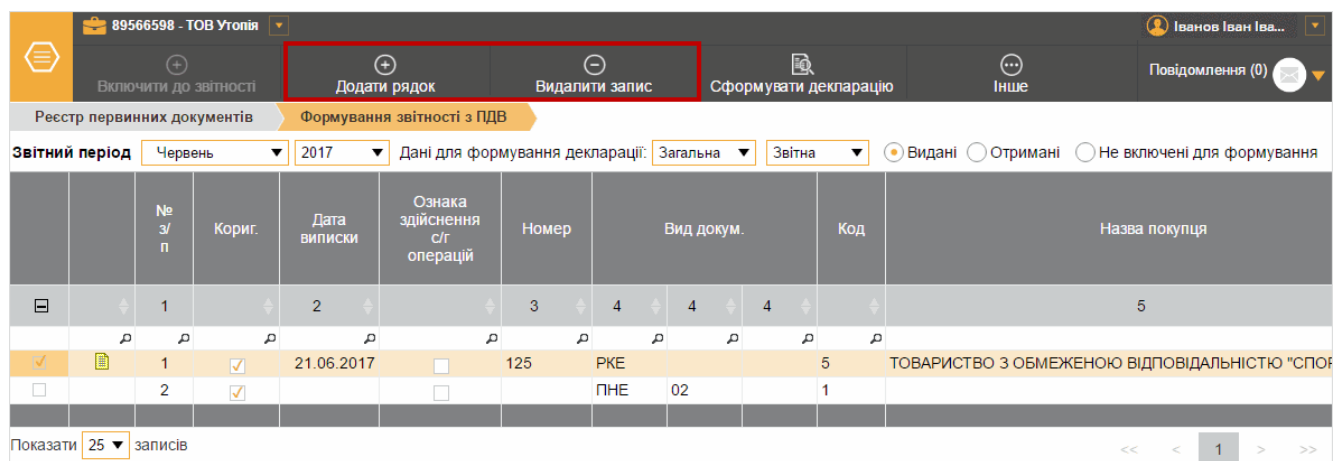 89566598 - ТОВ Утопія
Іванов Іван Іва...
Включити до звітності
Додати рядок
Видалити запис
Сформувати декларацію
Інше
Повідомлення (0)
Реєстр первинних документів
Формування звітності з ПДВ
Звітний період Червень 2017 Дані для формування декларації: Загальна Звітна Видані Отримані Не включені для формування
№ з/п Кориг. Дата виписки Ознака здійснення с/г операцій Номер Вид докум. Код Назва покупця
1 2 3 4 4 4 5
1 21.06.2017 125 РКЕ 5 ТОВАРИСТВО З ОБМЕЖЕНОЮ ВІДПОВІДАЛЬНІСТЮ "СПОР
2 ПНЕ 02 1
Показати 25 записів
<< < 1 > >>